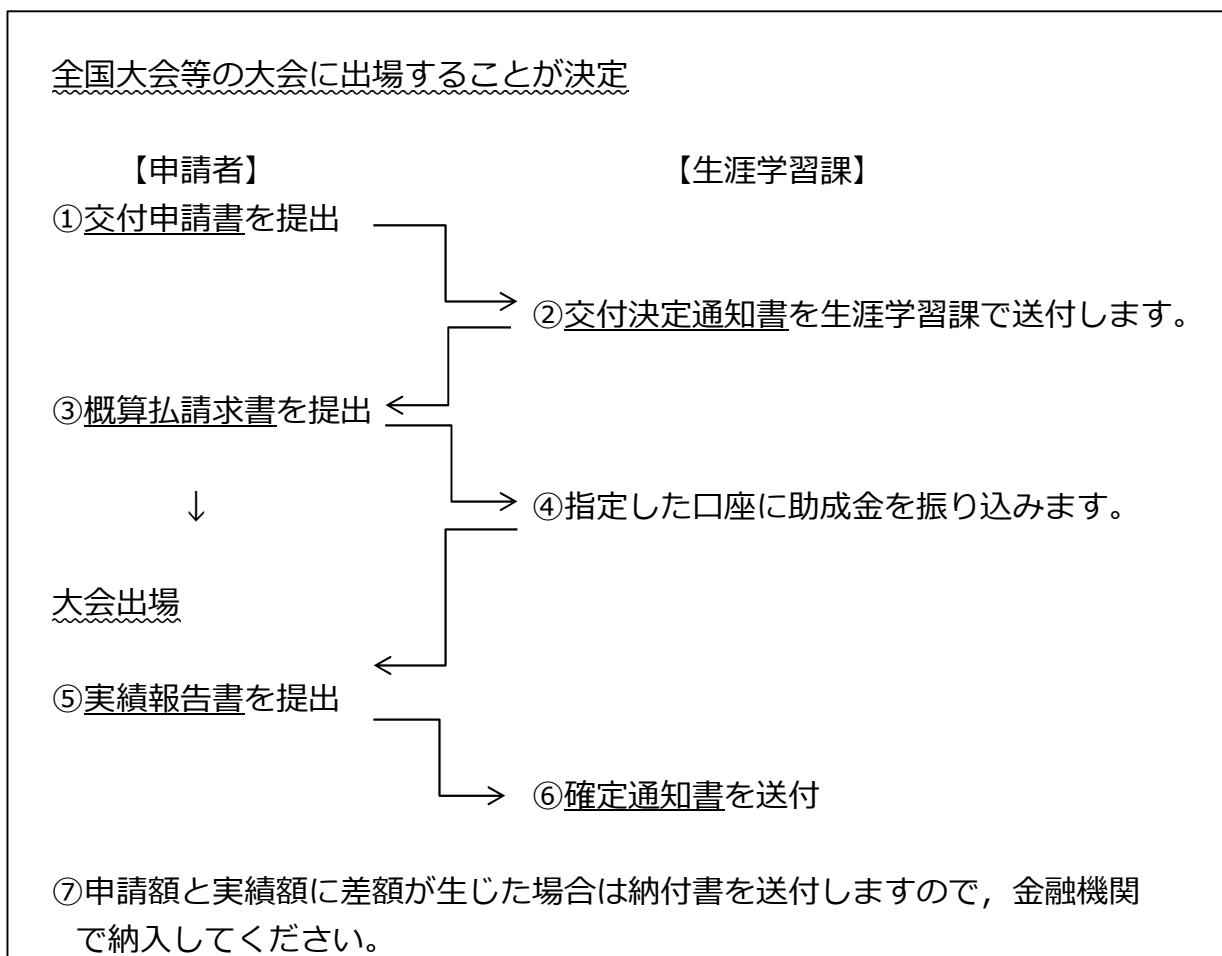 全国大会等の大会に出場することが決定
【申請者】 【生涯学習課】
①交付申請書を提出
②交付決定通知書を生涯学習課で送付します。
③概算払請求書を提出
↓ ④指定した口座に助成金を振り込みます。
大会出場
⑤実績報告書を提出
⑥確定通知書を送付
⑦申請額と実績額に差額が生じた場合は納付書を送付しますので，金融機関
で納入してください。